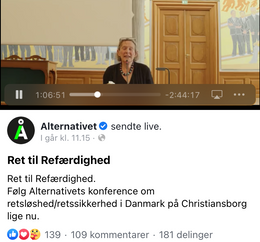 1:06:51
-2:44:17
Alternativet sendte live.
I går kl. 11.15 ·
Ret til Refærdighed
Ret til Refærdighed.
Følg Alternativets konference om
retsløshed/retssikkerhed i Danmark på Christiansborg
lige nu.
139 · 109 kommentarer · 181 delinger